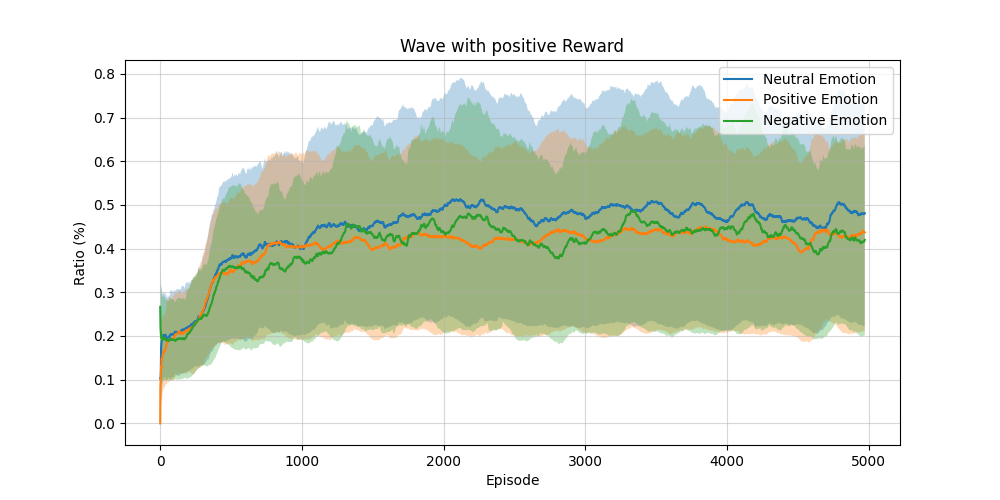 Wave with positive Reward
Ratio (%)
0.8
0.7
0.6
0.5
0.4
0.3
0.2
0.1
0.0
Neutral Emotion
Positive Emotion
Negative Emotion
0 1000 2000 3000 4000 5000
Episode